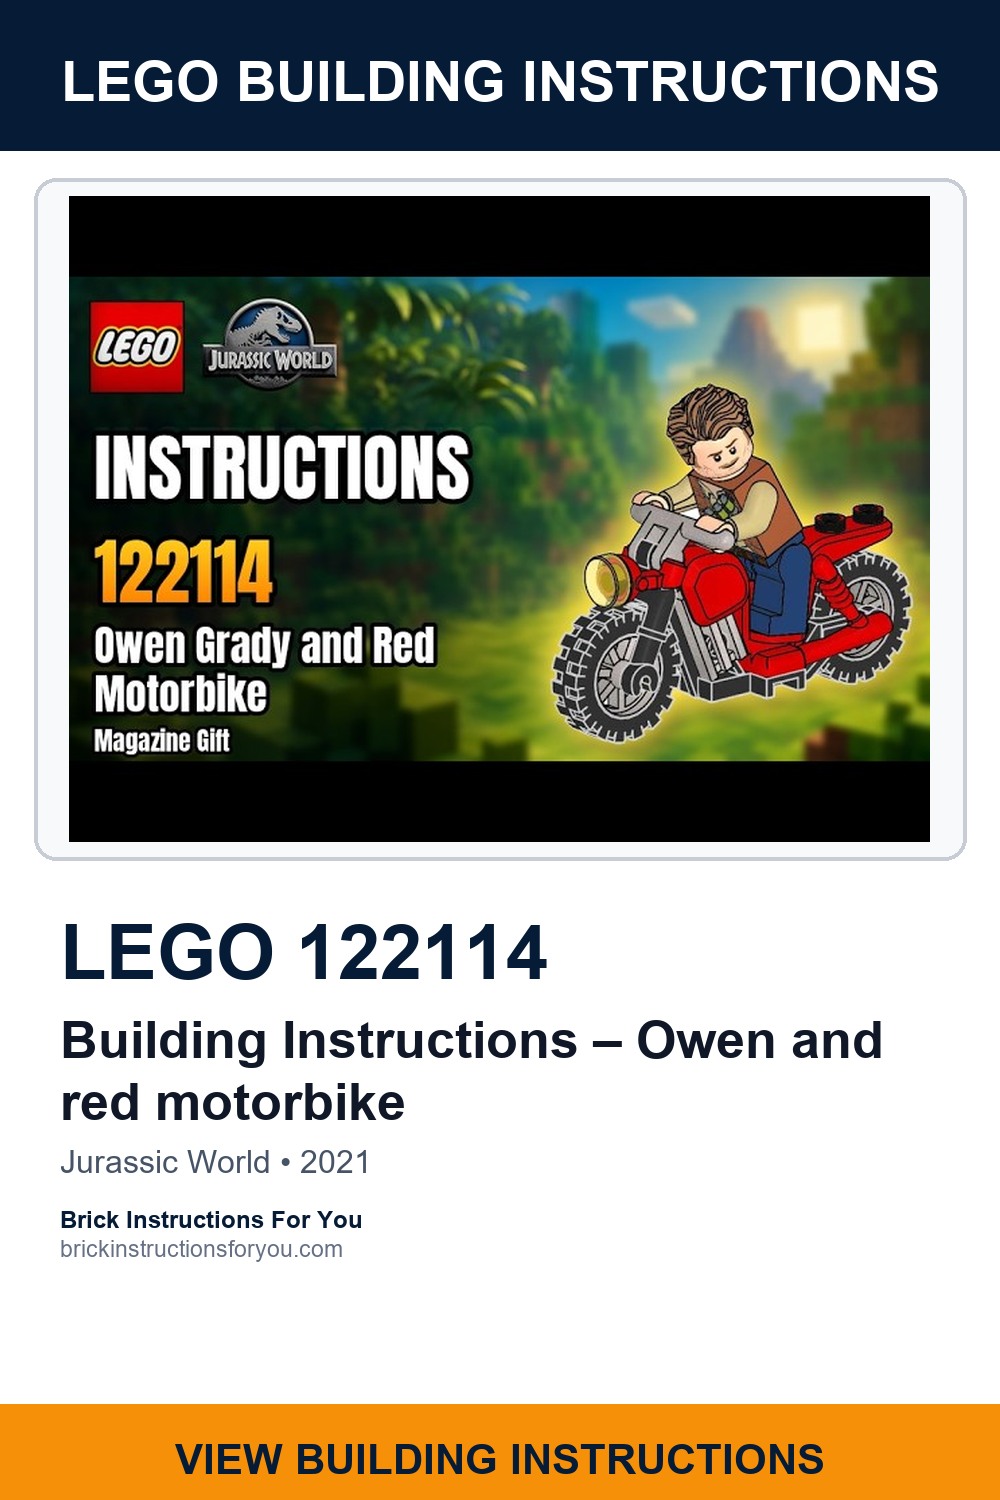 LEGO BUILDING INSTRUCTIONS
LEGO
JURASSIC WORLD
INSTRUCTIONS
122114
Owen Grady and Red
Motorbike
Magazine Gift
LEGO 122114
Building Instructions – Owen and
red motorbike
Jurassic World • 2021
Brick Instructions For You
brickinstructionsforyou.com
VIEW BUILDING INSTRUCTIONS